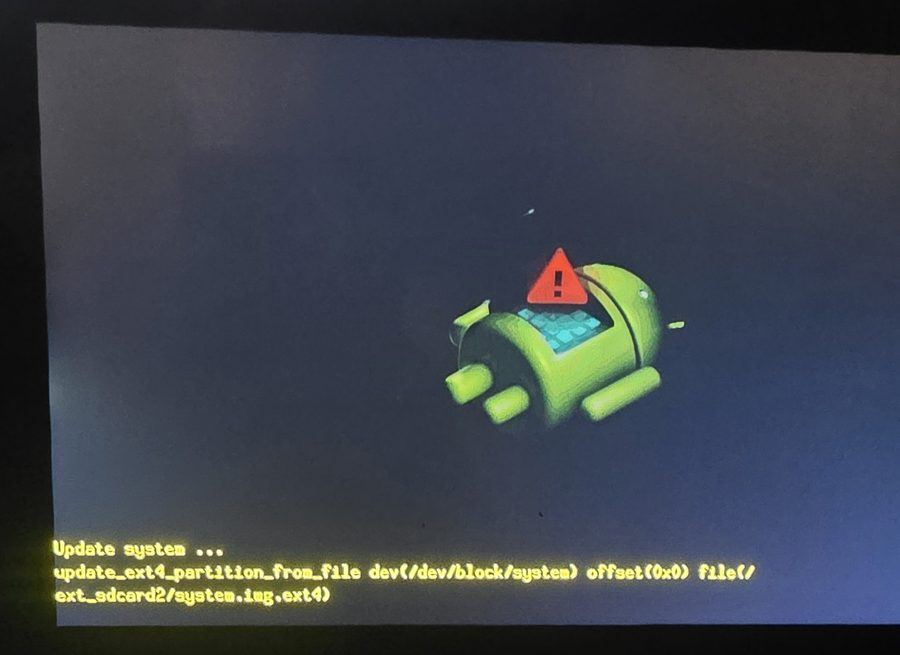 Update system ...
update_ext4_partition_from_file dev(/dev/block/system) offset(0x0) file(/
ext_sdcard2/system.img.ext4)